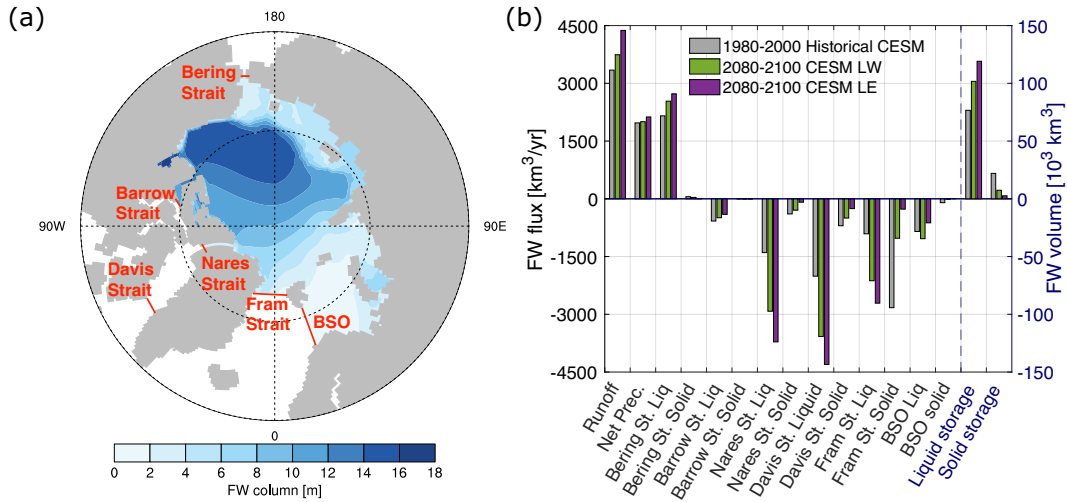 (a)
180
Bering
Strait
Barrow
Strait
90W
90E
Davis
Strait
Nares
Strait
Fram
Strait
BSO
0
0 2 4 6 8 10 12 14 16 18
FW column [m]
(b)
1980-2000 Historical CESM
2080-2100 CESM LW
2080-2100 CESM LE
FW flux [km³/yr]
4500
3000
1500
0
-1500
-3000
-4500
150
100
50
0
-50
-100
-150
FW volume [10³ km³]
Runoff
Net Prec.
Bering St. Liq
Bering St. Solid
Barrow St. Liq
Barrow St. Solid
Nares St. Liq
Nares St. Solid
Davis St. Liquid
Davis St. Solid
Fram St. Liq
Fram St. Solid
BSO Liq
BSO solid
Liquid storage
Solid storage